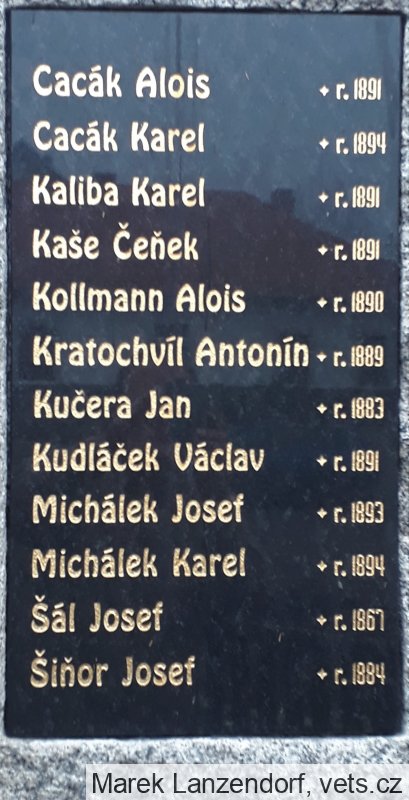 Cacák Alois + r. 1891
Cacák Karel + r. 1894
Kaliba Karel + r. 1891
Kaše Čeněk + r. 1891
Kollmann Alois + r. 1890
Kratochvíl Antonín + r. 1889
Kučera Jan + r. 1883
Kudláček Václav + r. 1891
Michálek Josef + r. 1893
Michálek Karel + r. 1894
Šál Josef + r. 1867
Šiňor Josef + r. 1884
Marek Lanzendorf, vets.cz